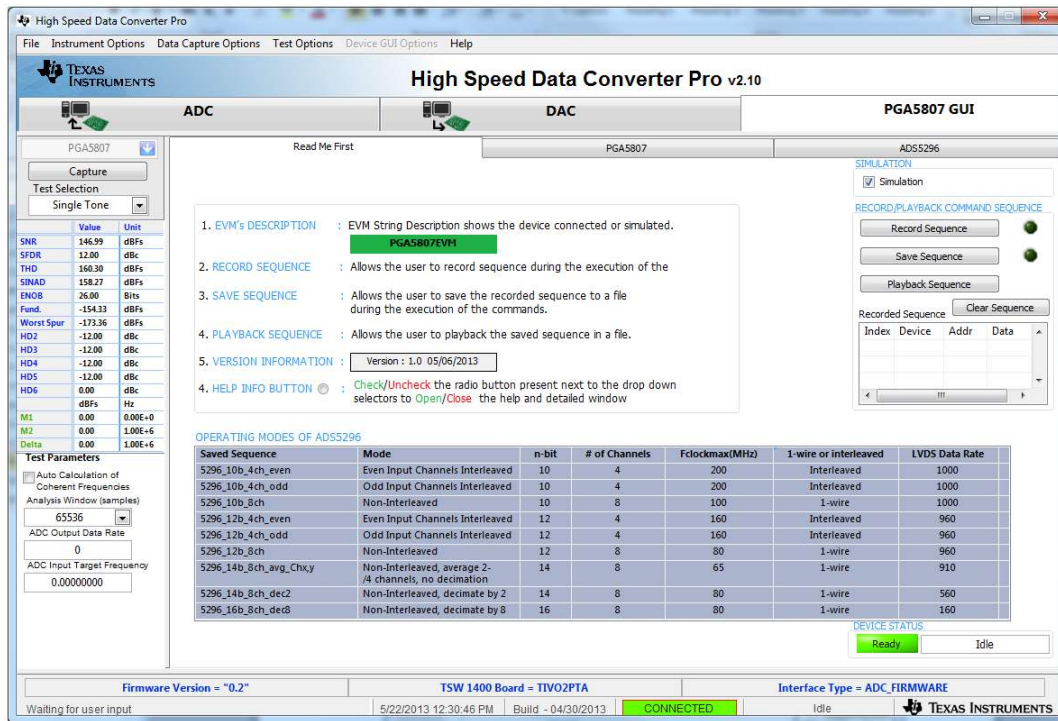 High Speed Data Converter Pro
File Instrument Options Data Capture Options Test Options Device GUI Options Help
TEXAS INSTRUMENTS
High Speed Data Converter Pro v2.10
ADC
DAC
PGA5807 GUI
PGA5807
Capture
Test Selection
Single Tone
Value Unit
SNR 146.99 dBFs
SFDR 12.00 dBc
THD 160.30 dBFs
SINAD 158.27 dBFs
ENOB 26.00 Bits
Fund. -154.33 dBFs
Worst Spur -173.36 dBFs
HD2 -12.00 dBc
HD3 -12.00 dBc
HD4 -12.00 dBc
HD5 -12.00 dBc
HD6 0.00 dBc
dBFs Hz
M1 0.00 0.00E+0
M2 0.00 1.00E+6
Delta 0.00 1.00E+6
Test Parameters
Auto Calculation of
Coherent Frequencies
Analysis Window (samples)
65536
ADC Output Data Rate
0
ADC Input Target Frequency
0.00000000
Read Me First
PGA5807
ADS5296
1. EVM's DESCRIPTION : EVM String Description shows the device connected or simulated.
PGA5807EVM
2. RECORD SEQUENCE : Allows the user to record sequence during the execution of the
3. SAVE SEQUENCE : Allows the user to save the recorded sequence to a file
during the execution of the commands.
4. PLAYBACK SEQUENCE : Allows the user to playback the saved sequence in a file.
5. VERSION INFORMATION : Version : 1.0 05/06/2013
4. HELP INFO BUTTON : Check/Uncheck the radio button present next to the drop down
selectors to Open/Close the help and detailed window
SIMULATION
Simulation
RECORD/PLAYBACK COMMAND SEQUENCE
Record Sequence
Save Sequence
Playback Sequence
Recorded Sequence Clear Sequence
Index Device Addr Data
OPERATING MODES OF ADS5296
Saved Sequence Mode n-bit # of Channels Fclockmax(MHz) 1-wire or interleaved LVDS Data Rate
5296_10b_4ch_even Even Input Channels Interleaved 10 4 200 Interleaved 1000
5296_10b_4ch_odd Odd Input Channels Interleaved 10 4 200 Interleaved 1000
5296_10b_8ch Non-Interleaved 10 8 100 1-wire 1000
5296_12b_4ch_even Even Input Channels Interleaved 12 4 160 Interleaved 960
5296_12b_4ch_odd Odd Input Channels Interleaved 12 4 160 Interleaved 960
5296_12b_8ch Non-Interleaved 12 8 80 1-wire 960
5296_14b_8ch_avg_Chx,y Non-Interleaved, average 2- 14 8 65 1-wire 910
/4 channels, no decimation
5296_14b_8ch_dec2 Non-Interleaved, decimate by 2 14 8 80 1-wire 560
5296_16b_8ch_dec8 Non-Interleaved, decimate by 8 16 8 80 1-wire 160
DEVICE STATUS
Ready Idle
Firmware Version = "0.2" TSW 1400 Board = TIVO2PTA Interface Type = ADC_FIRMWARE
Waiting for user input 5/22/2013 12:30:46 PM Build - 04/30/2013 CONNECTED Idle TEXAS INSTRUMENTS